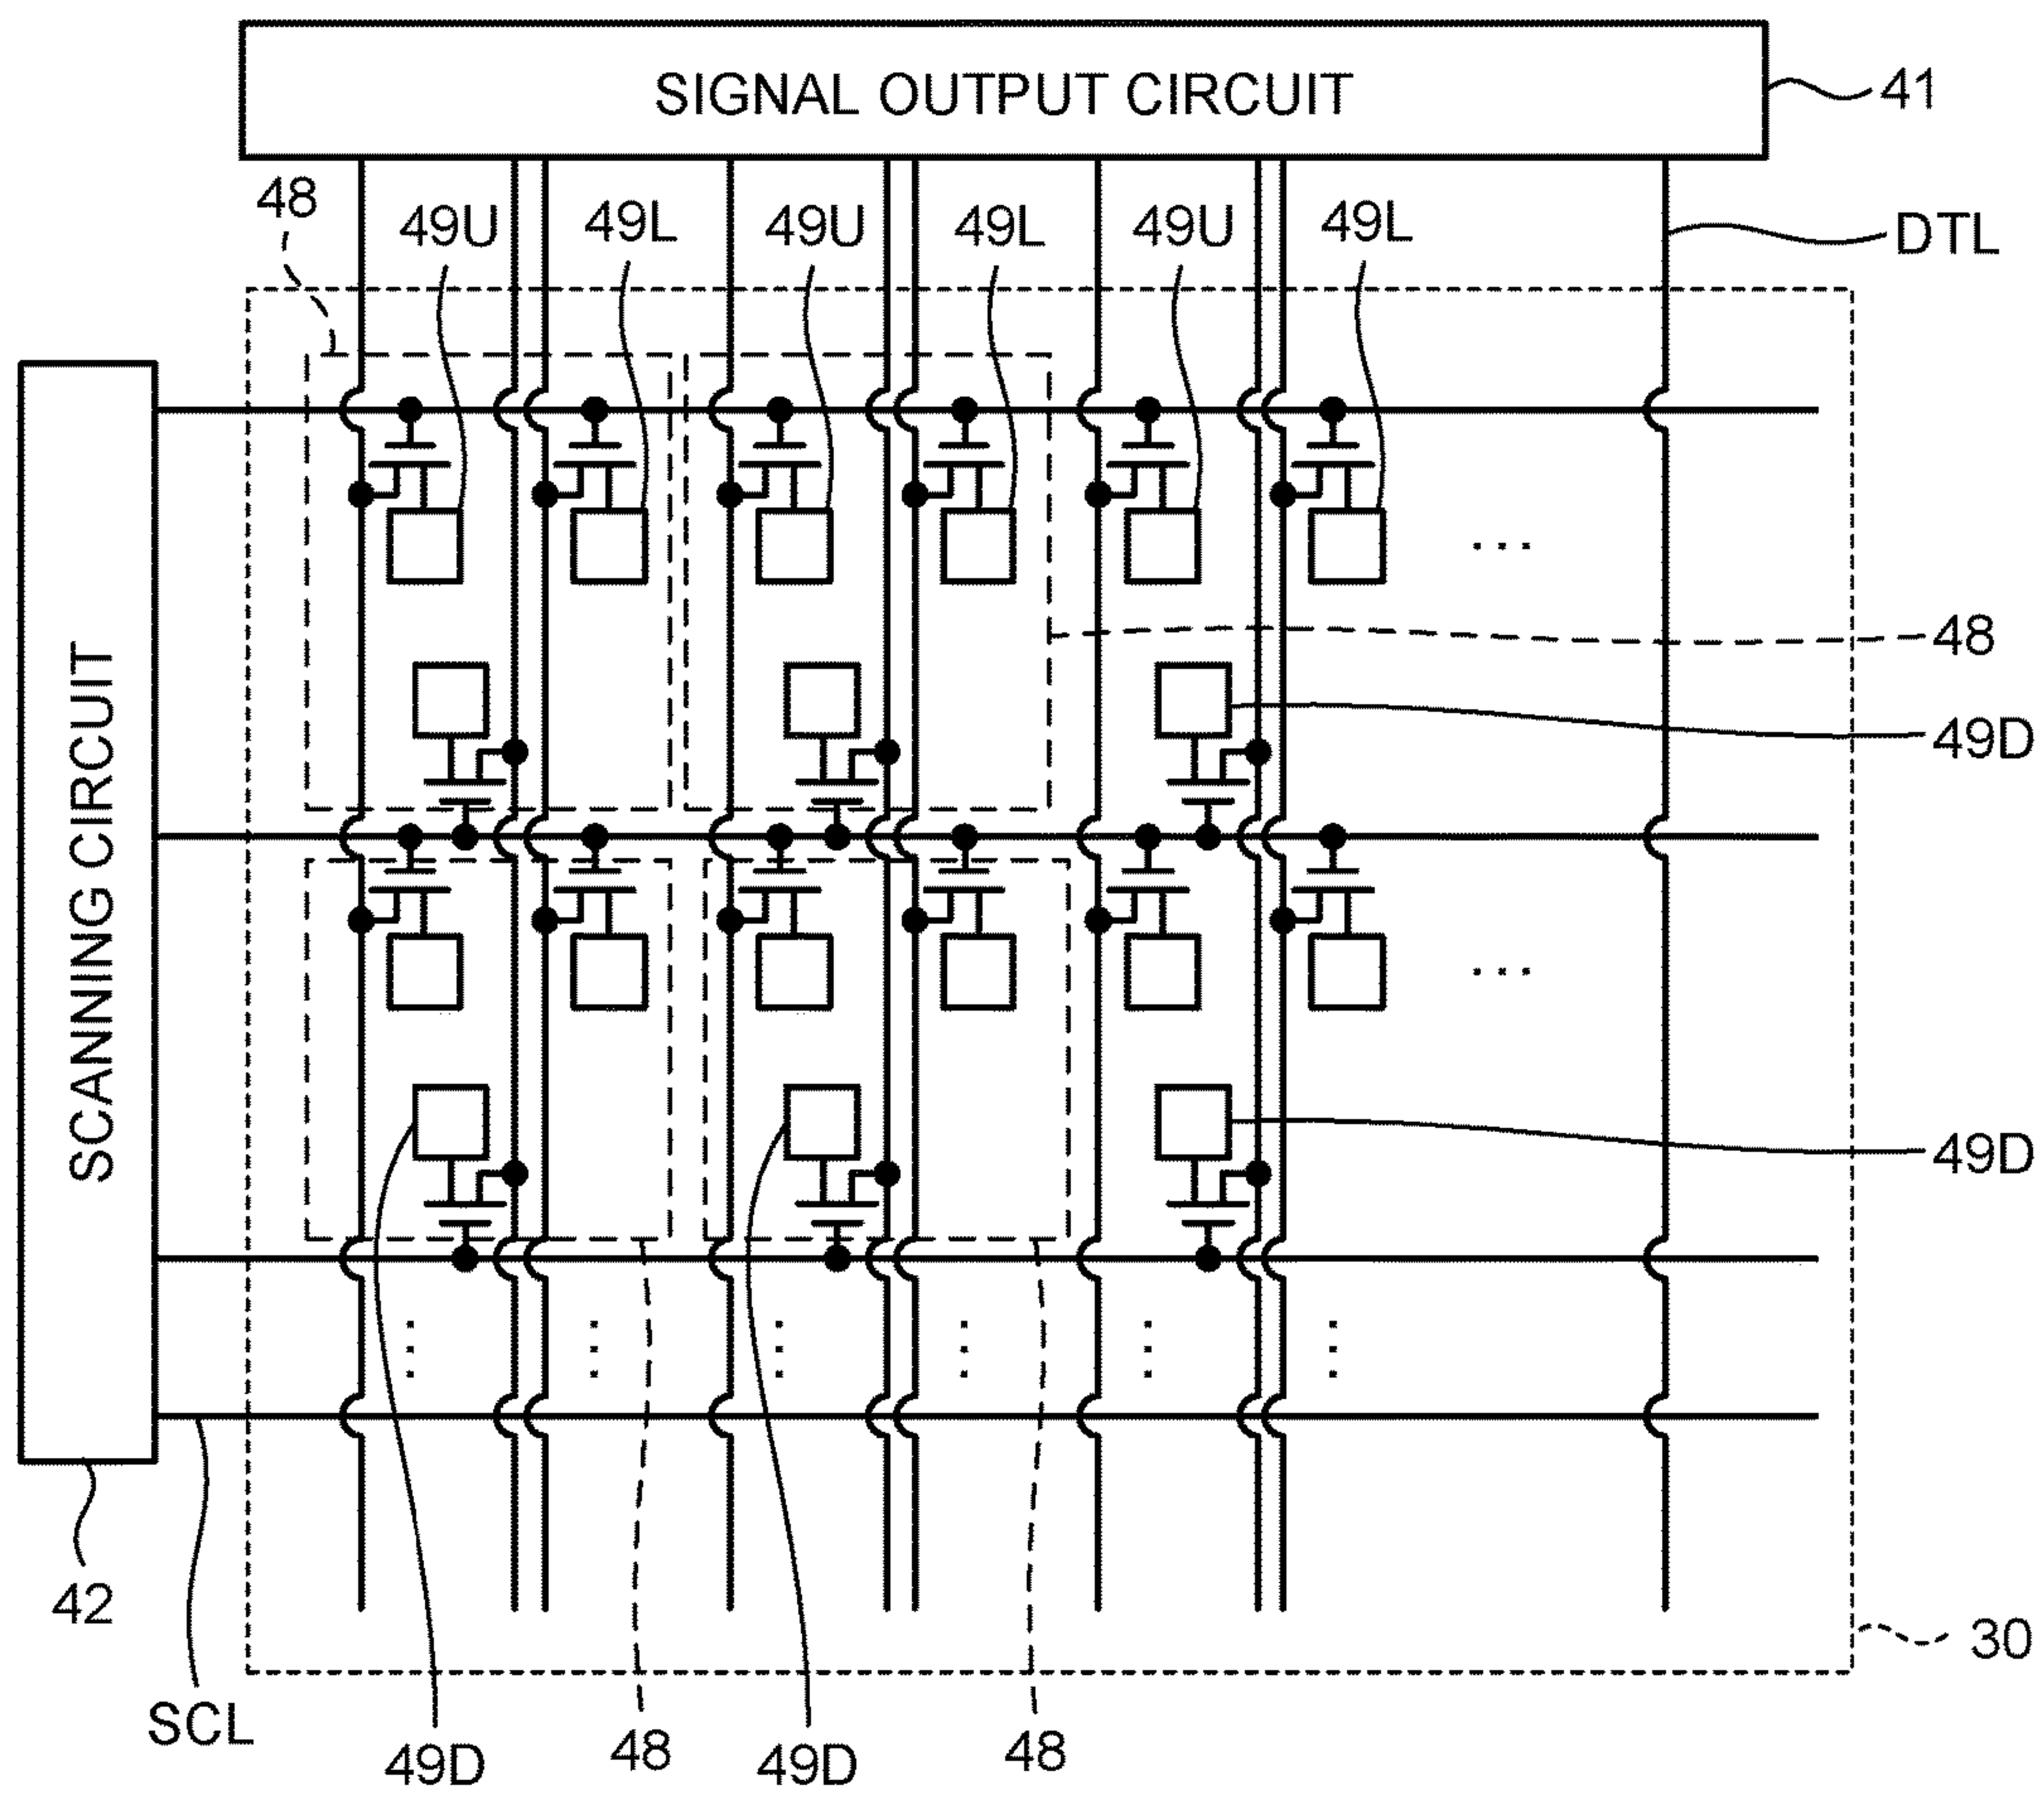 SIGNAL OUTPUT CIRCUIT
41
48
49U
49L
49U
49L
49U
49L
DTL
...
48
49D
SCANNING CIRCUIT
...
49D
42
SCL
49D
48
49D
48
30